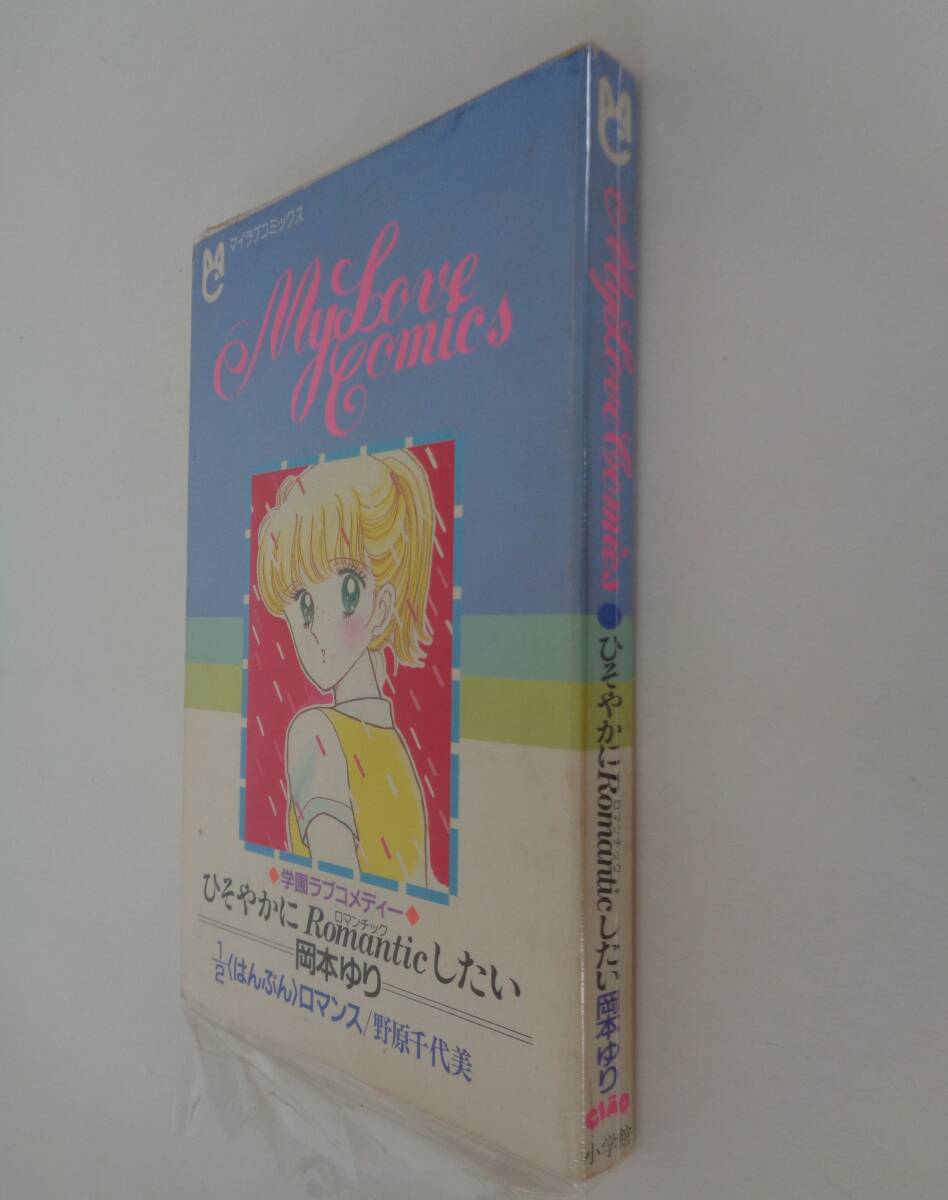 マイラブコミックス
My Love
Comics
◆学園ラブコメディー◆
ロマンチック
ひそやかにRomanticしたい
岡本ゆり
1/2〈はんぶん〉ロマンス/野原千代美
My Love Comics●ひそやかにRomanticしたい 岡本ゆり
ロマンチック
ciao
小学館